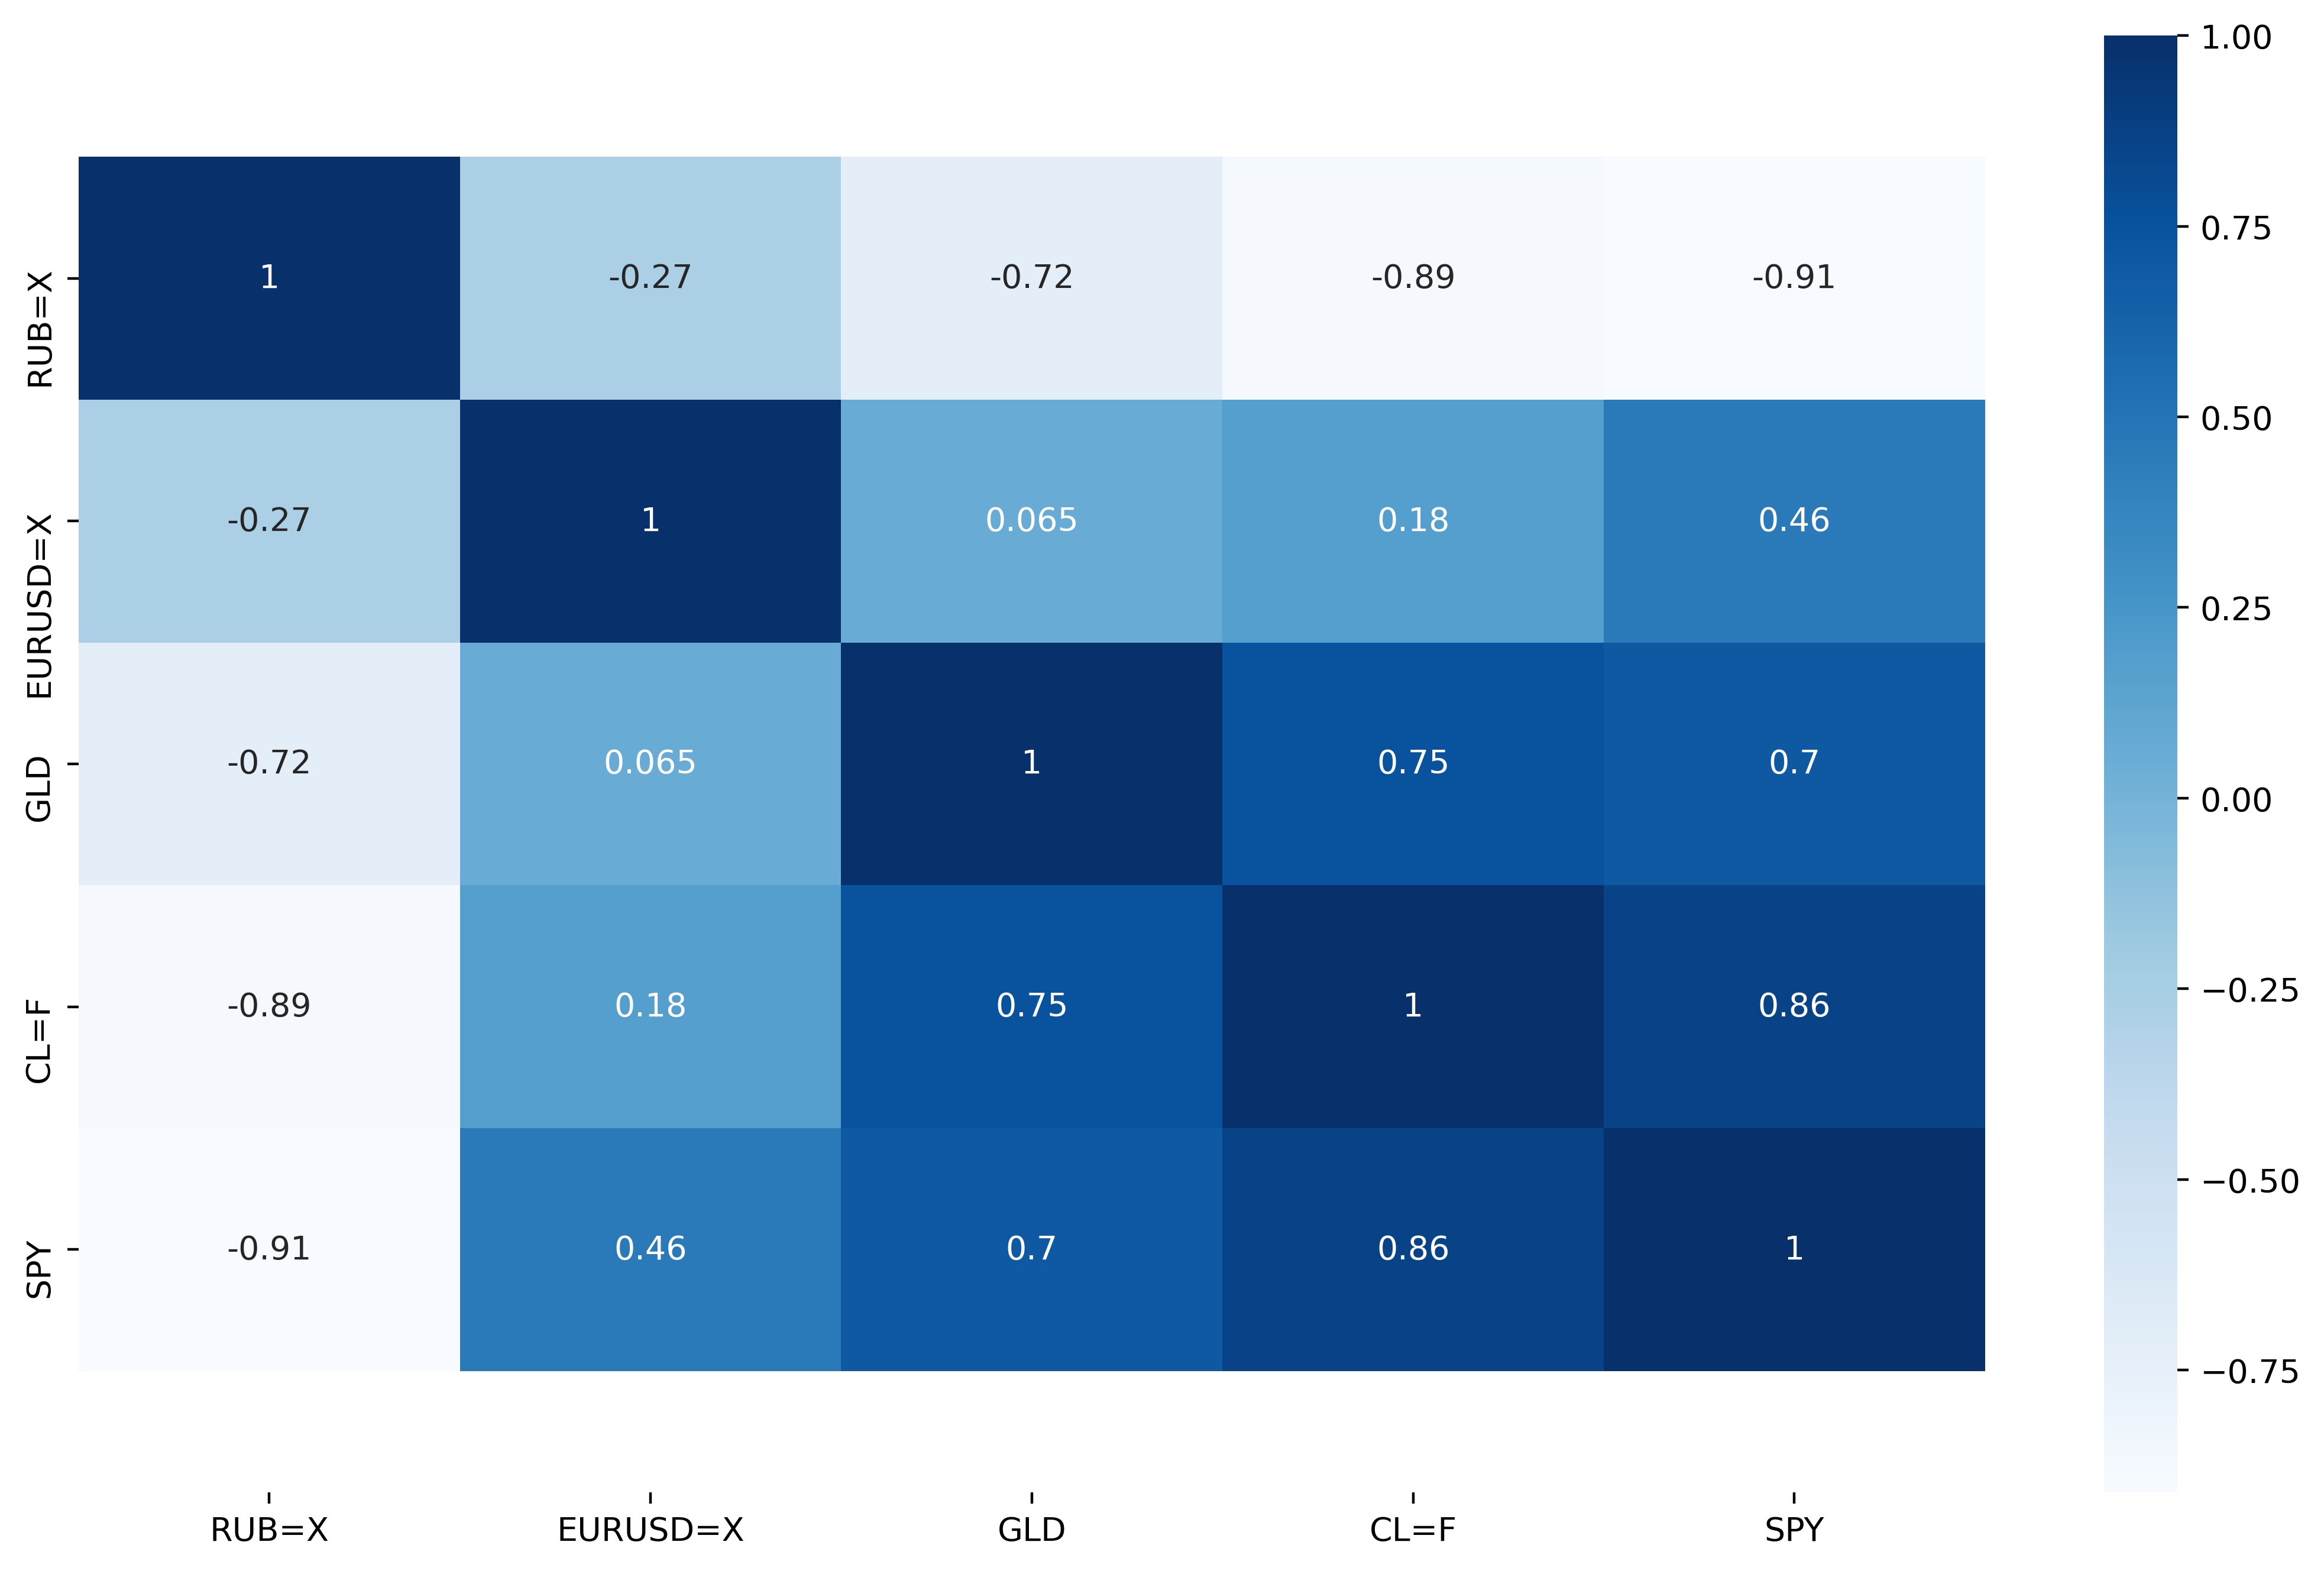 1.00
0.75
0.50
0.25
0.00
−0.25
−0.50
−0.75
RUB=X 1 -0.27 -0.72 -0.89 -0.91
EURUSD=X -0.27 1 0.065 0.18 0.46
GLD -0.72 0.065 1 0.75 0.7
CL=F -0.89 0.18 0.75 1 0.86
SPY -0.91 0.46 0.7 0.86 1
RUB=X EURUSD=X GLD CL=F SPY